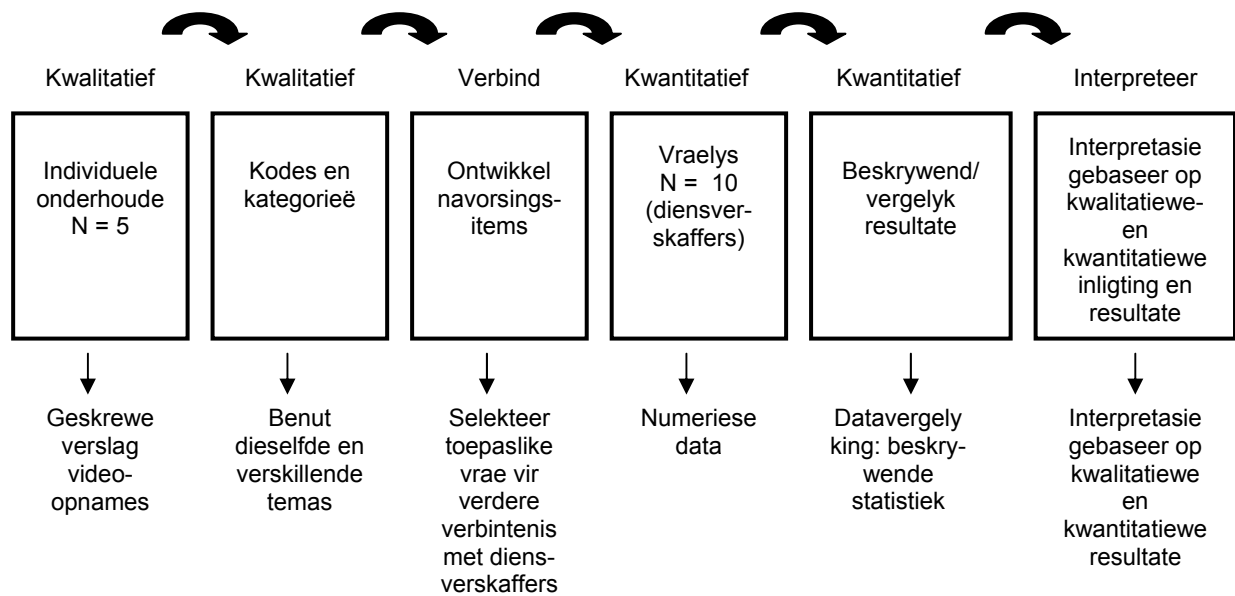 Kwalitatief
Kwalitatief
Verbind
Kwantitatief
Kwantitatief
Interpreteer
Individuele
onderhoude
N = 5
Kodes en
kategorieë
Ontwikkel
navorsings-
items
Vraelys
N = 10
(diensver-
skaffers)
Beskrywend/
vergelyk
resultate
Interpretasie
gebaseer op
kwalitatiewe-
en
kwantitatiewe
inligting en
resultate
Geskrewe
verslag
video-
opnames
Benut
dieselfde en
verskillende
temas
Selekteer
toepaslike
vrae vir
verdere
verbintenis
met diens-
verskaffers
Numeriese
data
Datavergely
king: beskry-
wende
statistiek
Interpretasie
gebaseer op
kwalitatiewe
en
kwantitatiewe
resultate